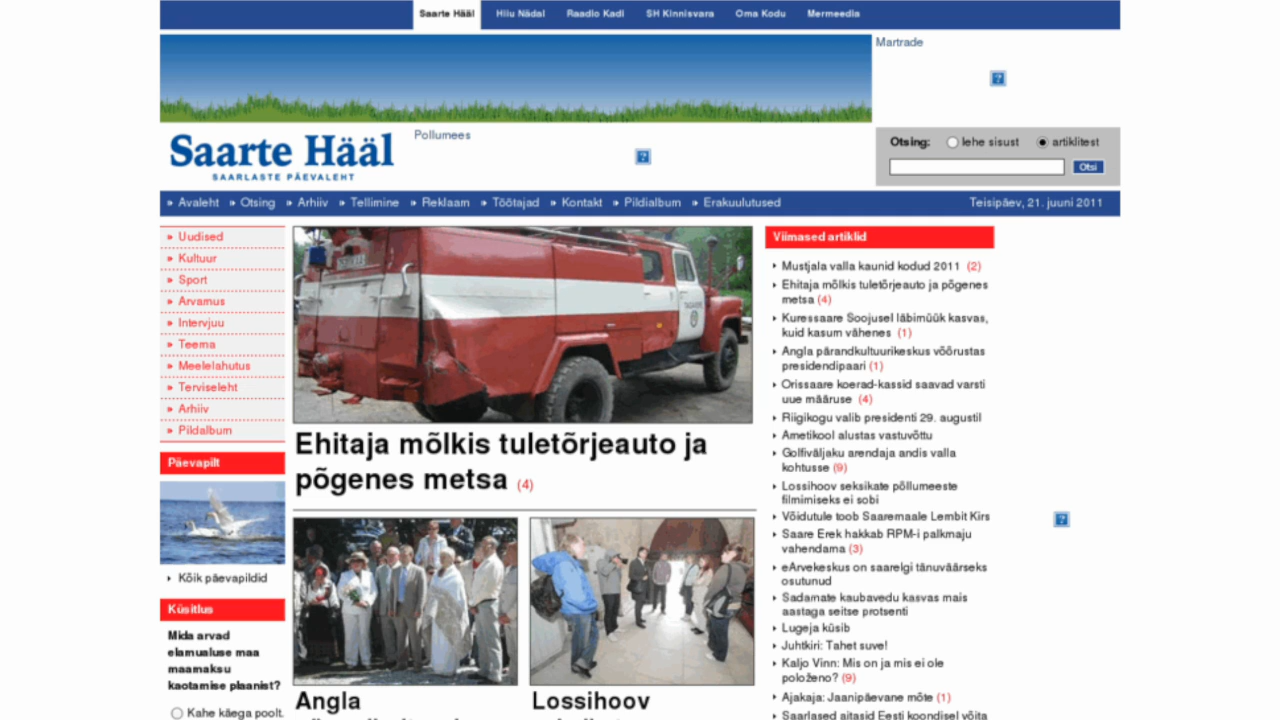 Saarte Hääl Hiiu Nädal Raadio Kadi SH Kinnisvara Oma Kodu Mermeedia
Martrade
Pollumees
Saarte Hääl
SAARLASTE PÄEVALEHT
Otsing: lehe sisust artiklitest
Otsi
» Avaleht » Otsing » Arhiiv » Tellimine » Reklaam » Töötajad » Kontakt » Pildialbum » Erakuulutused Teisipäev, 21. juuni 2011
» Uudised
» Kultuur
» Sport
» Arvamus
» Intervjuu
» Teema
» Meelelahutus
» Terviseleht
» Arhiiv
» Pildalbum
Päevapilt
Kõik päevapildid
Küsitlus
Mida arvad
elamualuse maa
maamaksu
kaotamise plaanist?
Kahe käega poolt.
Ehitaja mõlkis tuletõrjeauto ja
põgenes metsa (4)
Angla
Lossihoov
Viimased artiklid
Mustjala valla kaunid kodud 2011 (2)
Ehitaja mõlkis tuletõrjeauto ja põgenes
metsa (4)
Kuressaare Soojusel läbimüük kasvas,
kuid kasum vähenes (1)
Angla pärandkultuurikeskus võõrustas
presidendipaari (1)
Orissaare koerad-kassid saavad varsti
uue määruse (4)
Riigikogu valib presidenti 29. augustil
Ametikool alustas vastuvõttu
Golfiväljaku arendaja andis valla
kohtusse (9)
Lossihoov seksikate põllumeeste
filmimiseks ei sobi
Võidutule toob Saaremaale Lembit Kirs
Saare Erek hakkab RPM-i palkmaju
vahendama (3)
eArvekeskus on saarelgi tänuväärseks
osutunud
Sadamate kaubavedu kasvas mais
aastaga seitse protsenti
Lugeja küsib
Juhtkiri: Tahet suve!
Kaljo Vinn: Mis on ja mis ei ole
položeno? (9)
Ajakaja: Jaanipäevane mõte (1)
Saarlased aitasid Eesti koondisel võita